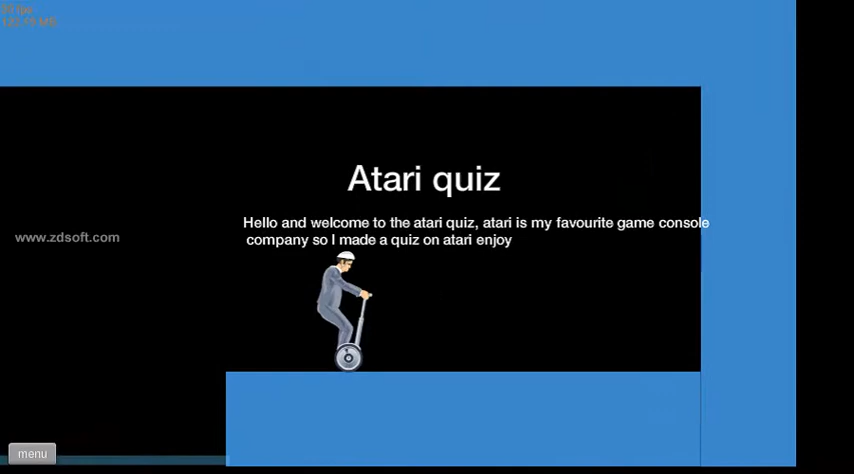 Atari quiz
Hello and welcome to the atari quiz, atari is my favourite game console
company so I made a quiz on atari enjoy
www.zdsoft.com
menu